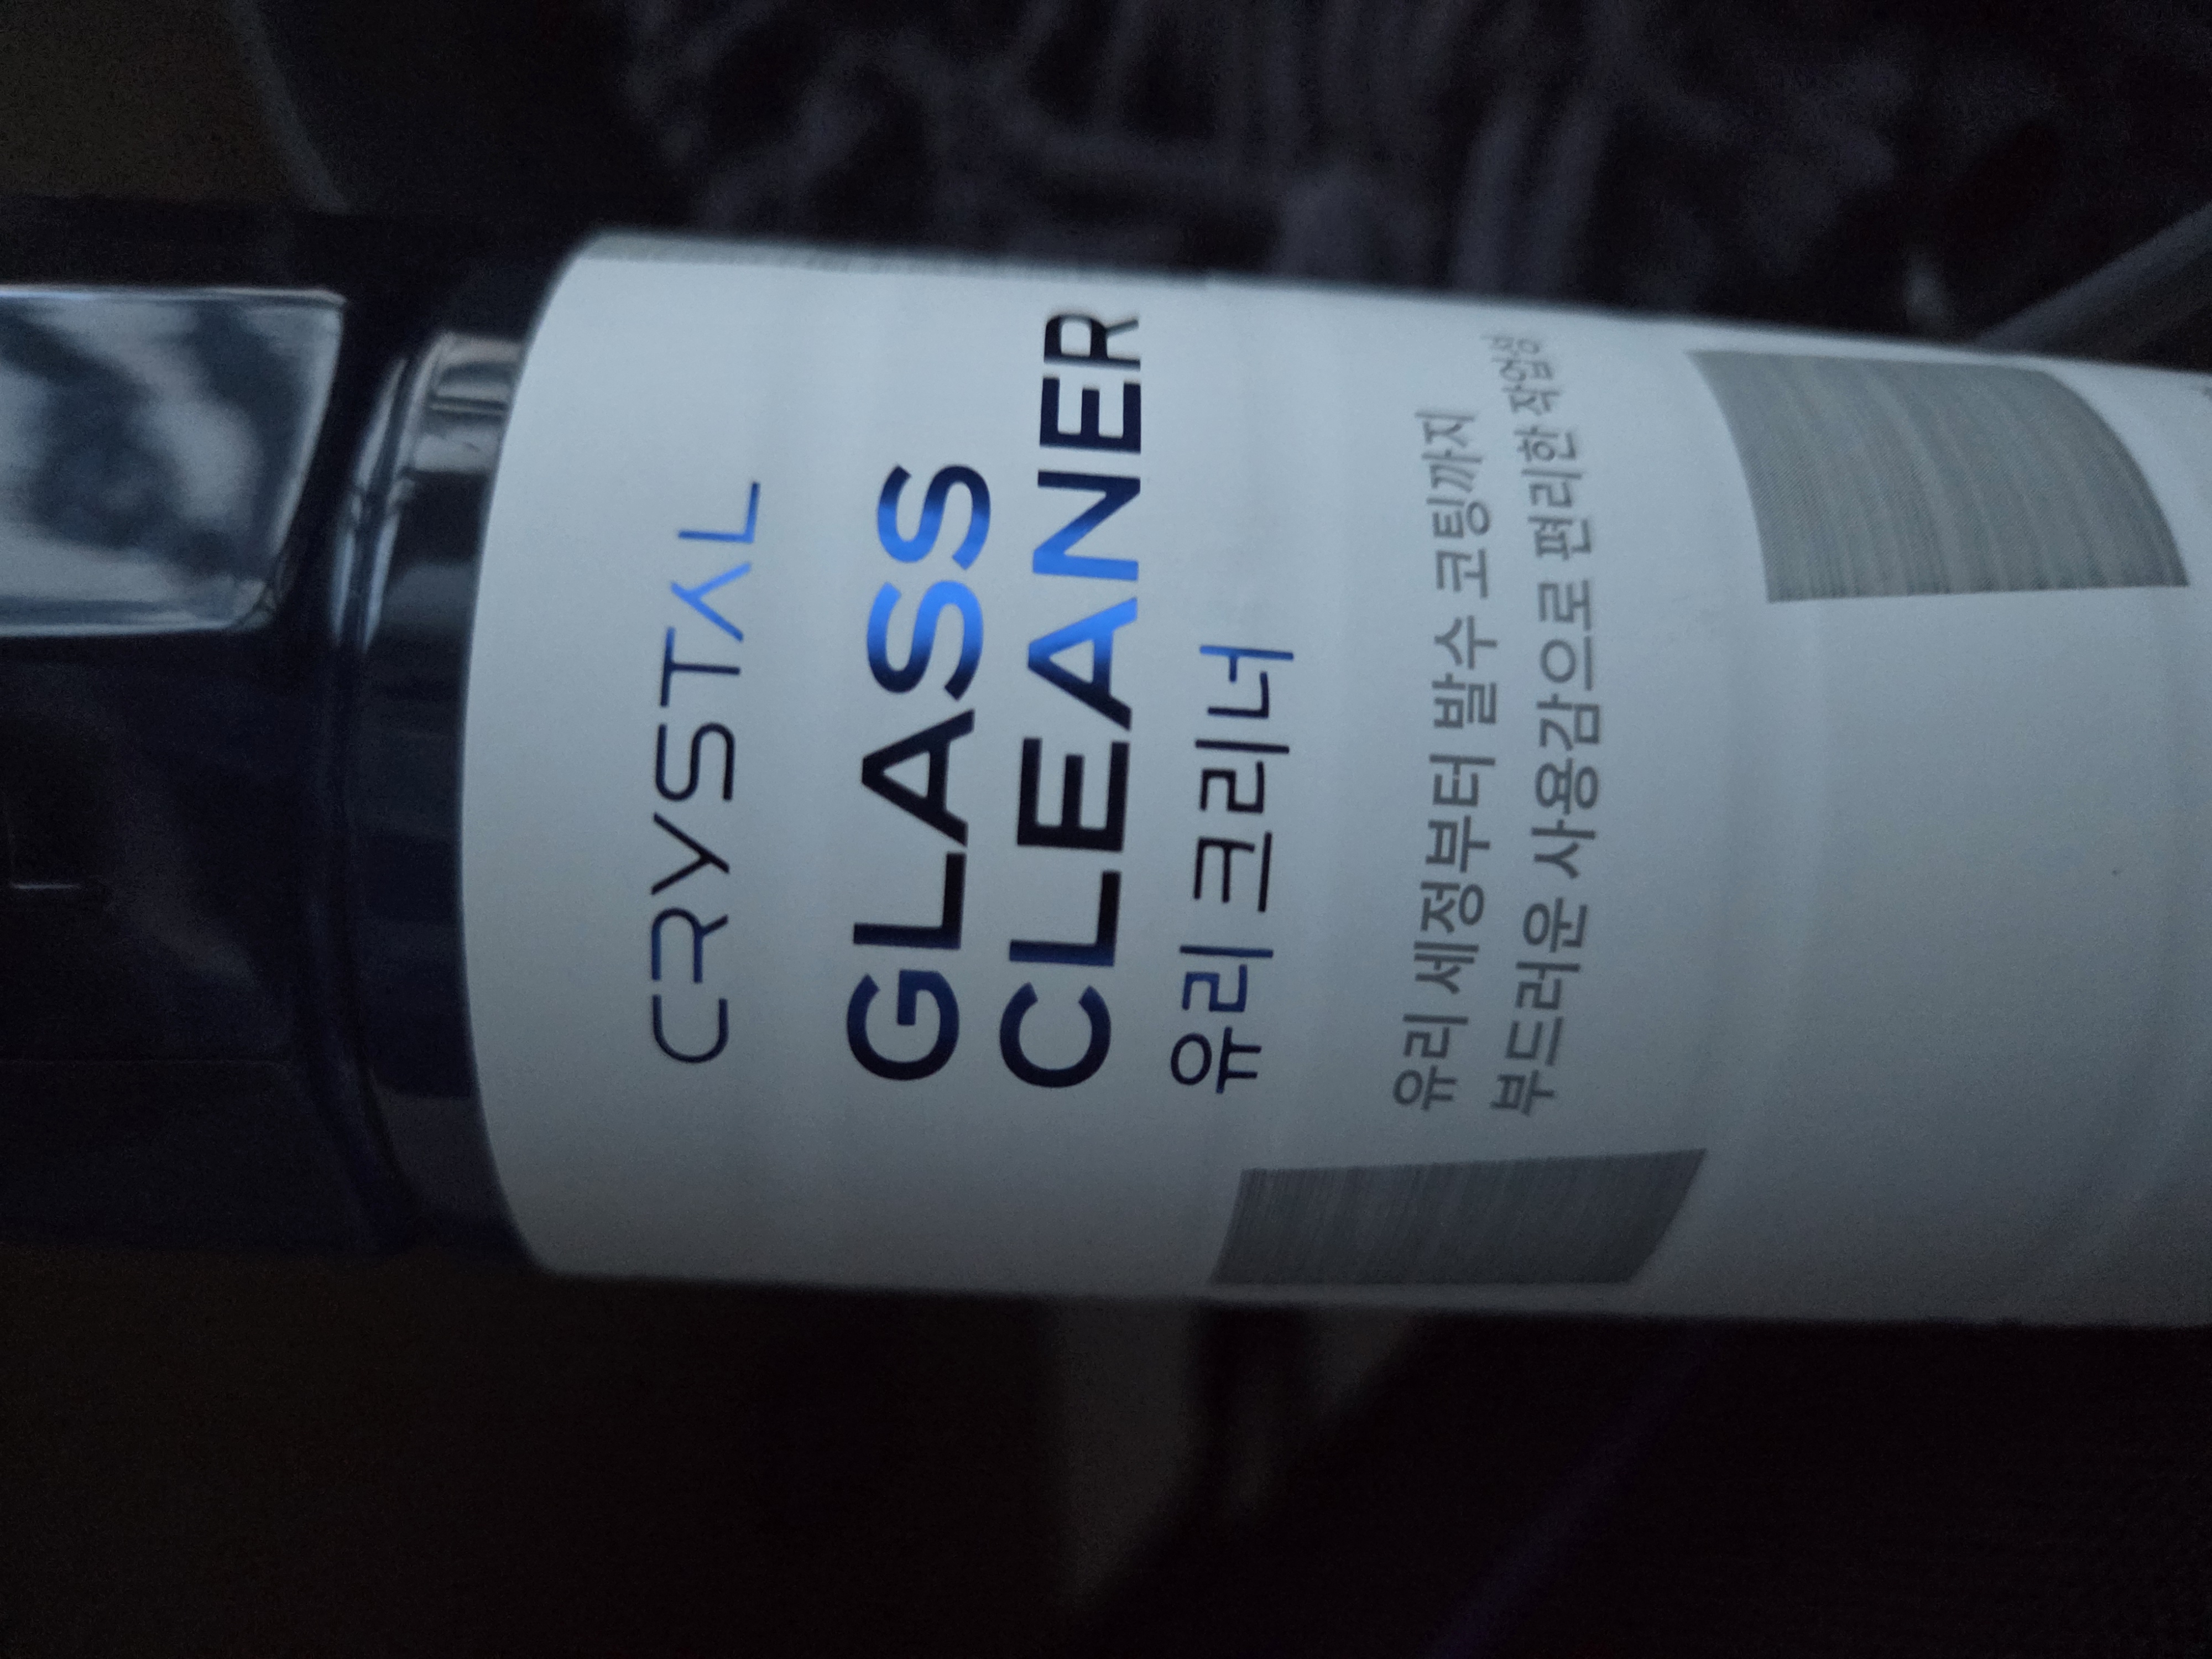 CRYSTAL
GLASS
CLEANER
유리 크리너
유리 세정부터 발수 코팅까지
부드러운 사용감으로 편리한 작업성